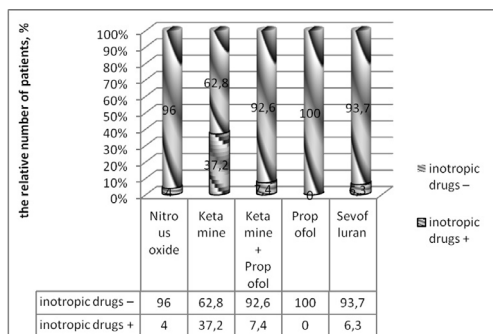 the relative number of patients, %
100%
90%
80%
70%
60%
50%
40%
30%
20%
10%
0%
96
62,8
92,6
100
93,7
4
37,2
7,4
0
6,3
inotropic drugs –
inotropic drugs +
Nitro us oxide
Keta mine
Keta mine + Prop ofol
Prop ofol
Sevof luran
inotropic drugs – 96 62,8 92,6 100 93,7
inotropic drugs + 4 37,2 7,4 0 6,3